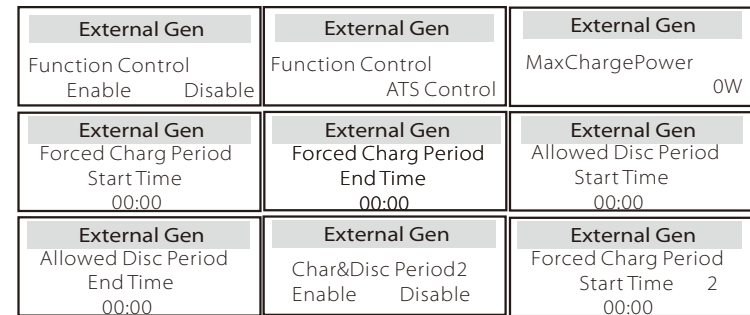 External Gen
Function Control
Enable Disable
External Gen
Function Control
ATS Control
External Gen
MaxChargePower
0W
External Gen
Forced Charg Period
Start Time
00:00
External Gen
Forced Charg Period
End Time
00:00
External Gen
Allowed Disc Period
Start Time
00:00
External Gen
Allowed Disc Period
End Time
00:00
External Gen
Char&Disc Period2
Enable Disable
External Gen
Forced Charg Period
Start Time 2
00:00